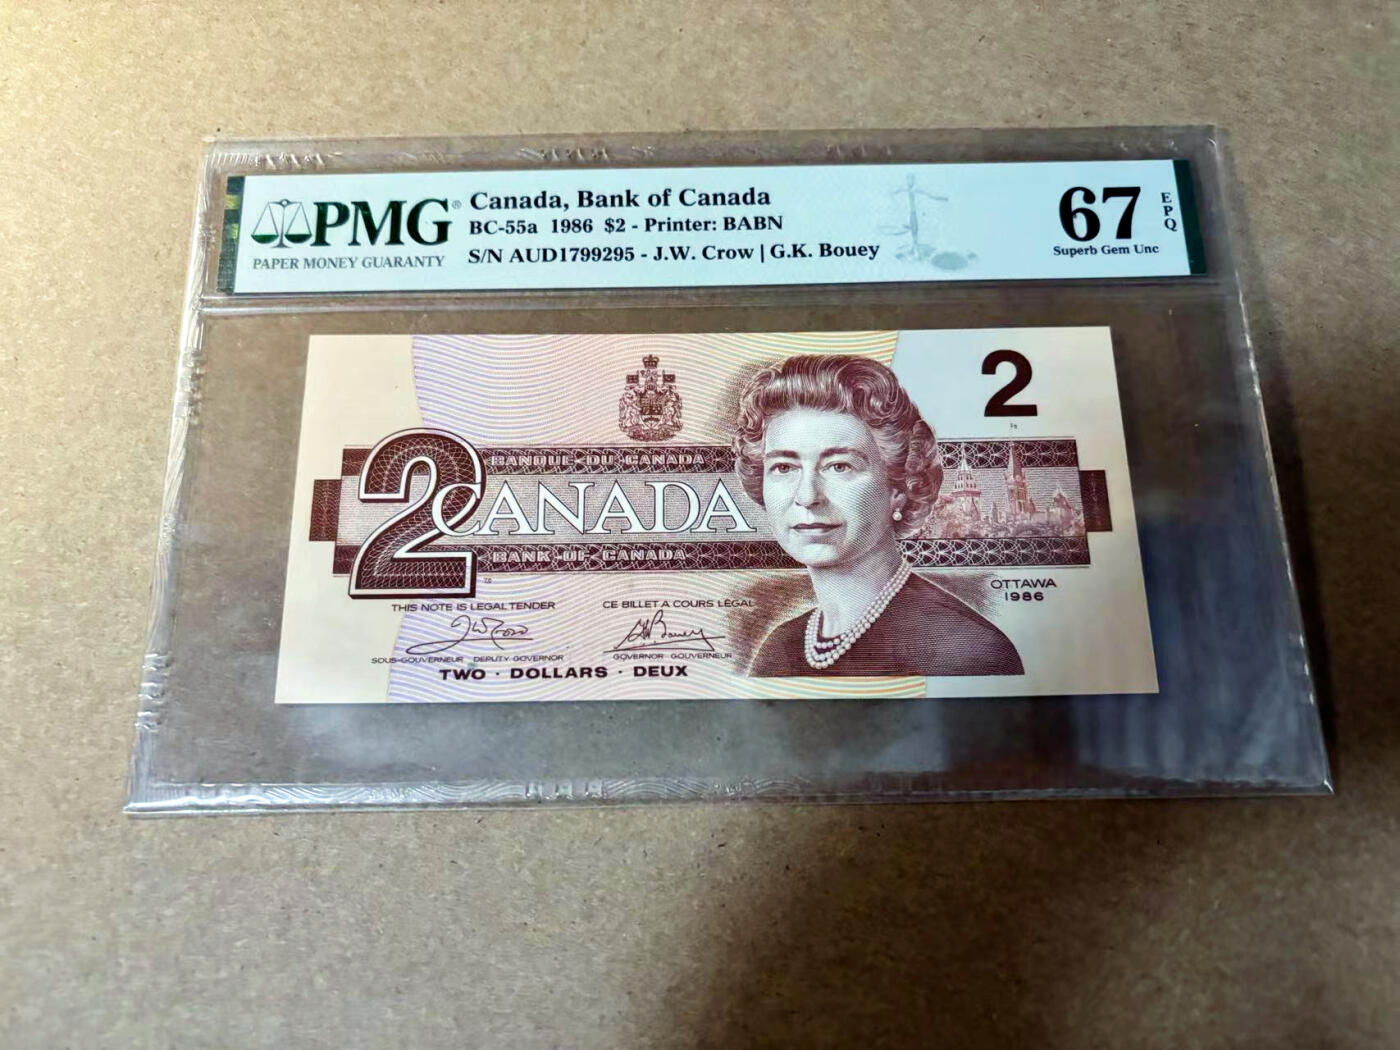 PMG®
PAPER MONEY GUARANTY
Canada, Bank of Canada
BC-55a 1986 $2 - Printer: BABN
S/N AUD1799295 - J.W. Crow | G.K. Bouey
67
EPQ
Superb Gem Unc
2
BANQUE DU CANADA
2
CANADA
BANK OF CANADA
OTTAWA
1986
THIS NOTE IS LEGAL TENDER
CE BILLET A COURS LÉGAL
SOUS-GOUVERNEUR DEPUTY GOVERNOR
GOVERNOR GOUVERNEUR
TWO · DOLLARS · DEUX